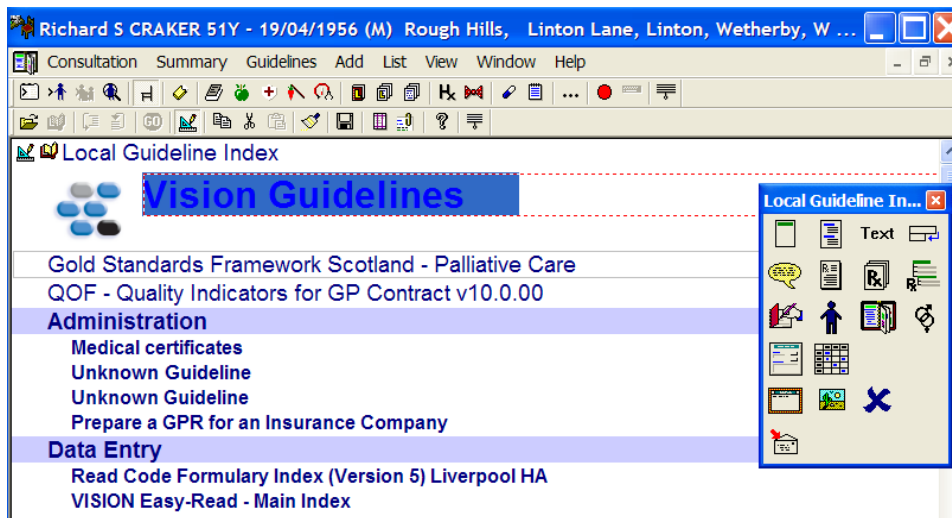 Richard S CRAKER 51Y - 19/04/1956 (M) Rough Hills, Linton Lane, Linton, Wetherby, W ...
Consultation Summary Guidelines Add List View Window Help
Hx ...
GO ?
Local Guideline Index
Vision Guidelines
Local Guideline In...
Text
Gold Standards Framework Scotland - Palliative Care
QOF - Quality Indicators for GP Contract v10.0.00
Administration
Medical certificates
Unknown Guideline
Unknown Guideline
Prepare a GPR for an Insurance Company
Data Entry
Read Code Formulary Index (Version 5) Liverpool HA
VISION Easy-Read - Main Index